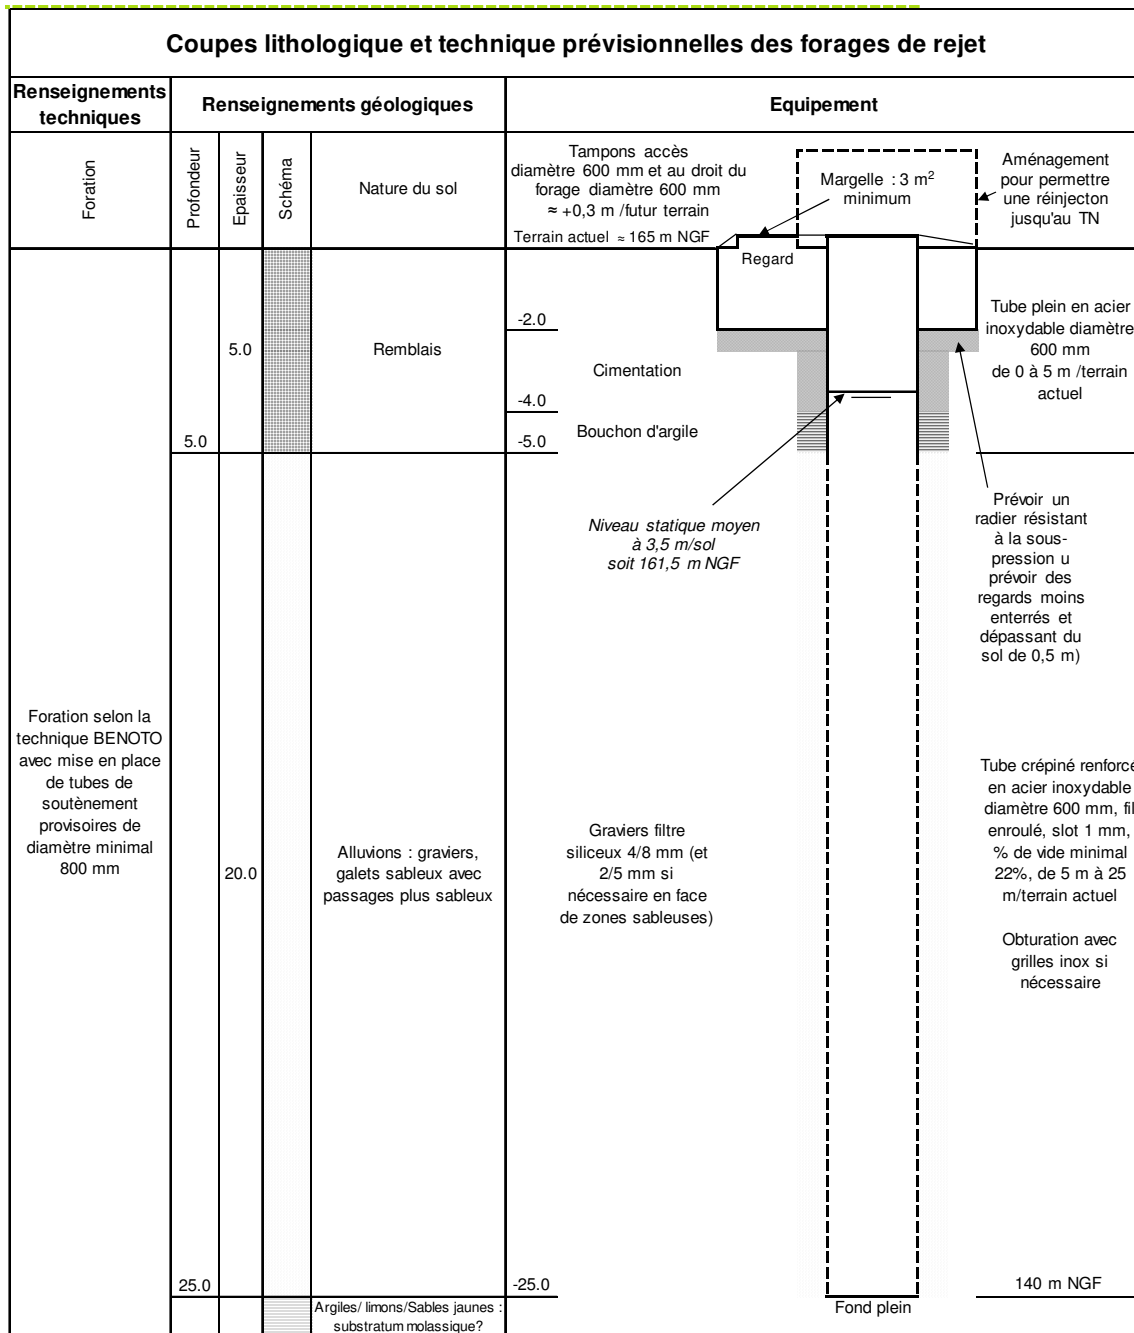 Coupes lithologique et technique prévisionnelles des forages de rejet
Renseignements
techniques
Renseignements géologiques
Equipement
Foration
Profondeur
Epaisseur
Schéma
Nature du sol
Tampons accès
diamètre 600 mm et au droit du
forage diamètre 600 mm
≈ +0,3 m /futur terrain
Terrain actuel ≈ 165 m NGF
Margelle : 3 m²
minimum
Aménagement
pour permettre
une réinjecton
jusqu'au TN
Regard
-2.0
5.0
Remblais
Cimentation
-4.0
Bouchon d'argile
5.0
-5.0
Tube plein en acier
inoxydable diamètre
600 mm
de 0 à 5 m /terrain
actuel
Niveau statique moyen
à 3,5 m/sol
soit 161,5 m NGF
Prévoir un
radier résistant
à la sous-
pression u
prévoir des
regards moins
enterrés et
dépassant du
sol de 0,5 m)
Foration selon la
technique BENOTO
avec mise en place
de tubes de
soutènement
provisoires de
diamètre minimal
800 mm
20.0
Alluvions : graviers,
galets sableux avec
passages plus sableux
Graviers filtre
siliceux 4/8 mm (et
2/5 mm si
nécessaire en face
de zones sableuses)
Tube crépiné renforcé
en acier inoxydable
diamètre 600 mm, fil
enroulé, slot 1 mm,
% de vide minimal
22%, de 5 m à 25
m/terrain actuel
Obturation avec
grilles inox si
nécessaire
25.0
-25.0
140 m NGF
Fond plein
Argiles/ limons/Sables jaunes :
substratum molassique?